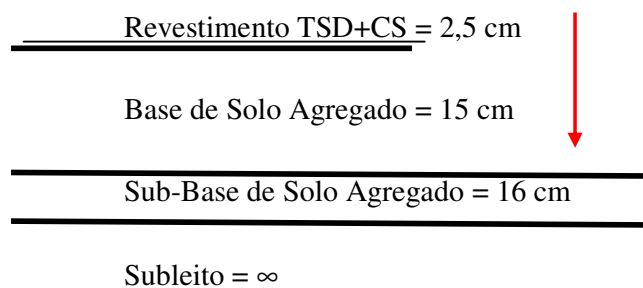 Revestimento TSD+CS = 2,5 cm
Base de Solo Agregado = 15 cm
Sub-Base de Solo Agregado = 16 cm
Subleito = ∞